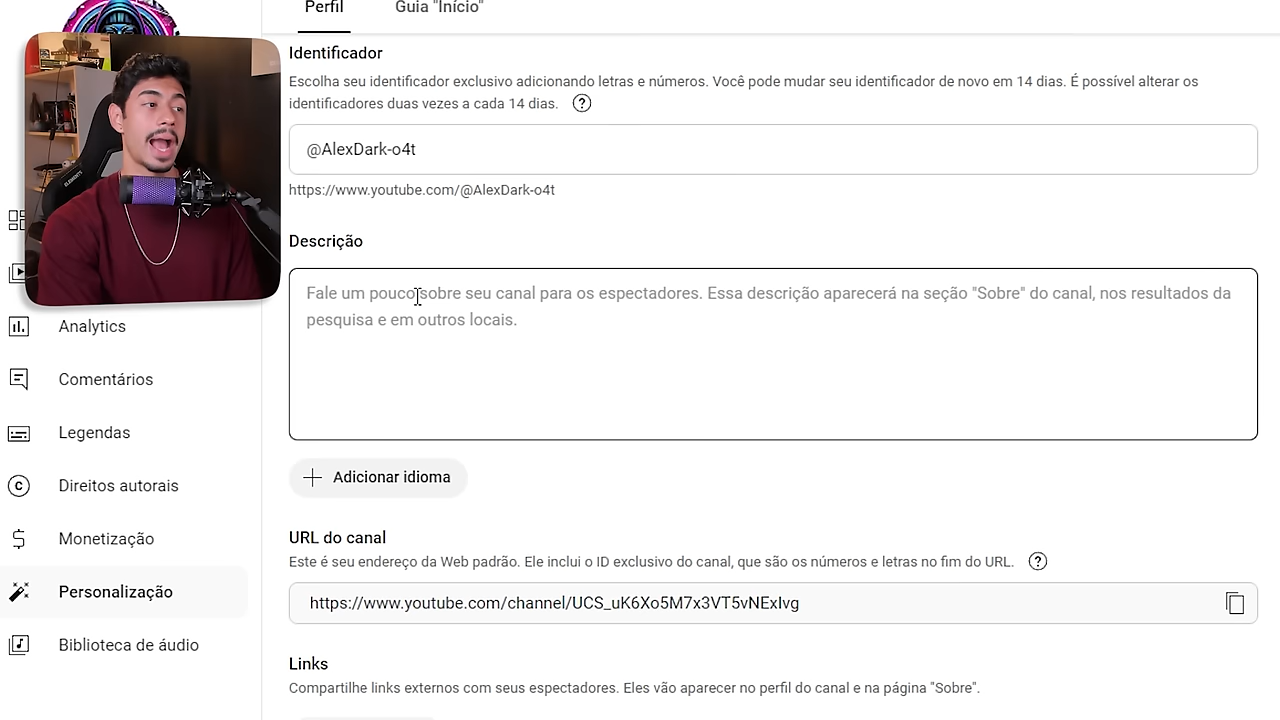 Perfil
Guia "Início"
Identificador
Escolha seu identificador exclusivo adicionando letras e números. Você pode mudar seu identificador de novo em 14 dias. É possível alterar os
identificadores duas vezes a cada 14 dias.
@AlexDark-o4t
https://www.youtube.com/@AlexDark-o4t
Descrição
Fale um pouco sobre seu canal para os espectadores. Essa descrição aparecerá na seção "Sobre" do canal, nos resultados da
pesquisa e em outros locais.
Adicionar idioma
URL do canal
Este é seu endereço da Web padrão. Ele inclui o ID exclusivo do canal, que são os números e letras no fim do URL.
https://www.youtube.com/channel/UCS_uK6Xo5M7x3VT5vNExIvg
Links
Compartilhe links externos com seus espectadores. Eles vão aparecer no perfil do canal e na página "Sobre".
Analytics
Comentários
Legendas
Direitos autorais
Monetização
Personalização
Biblioteca de áudio